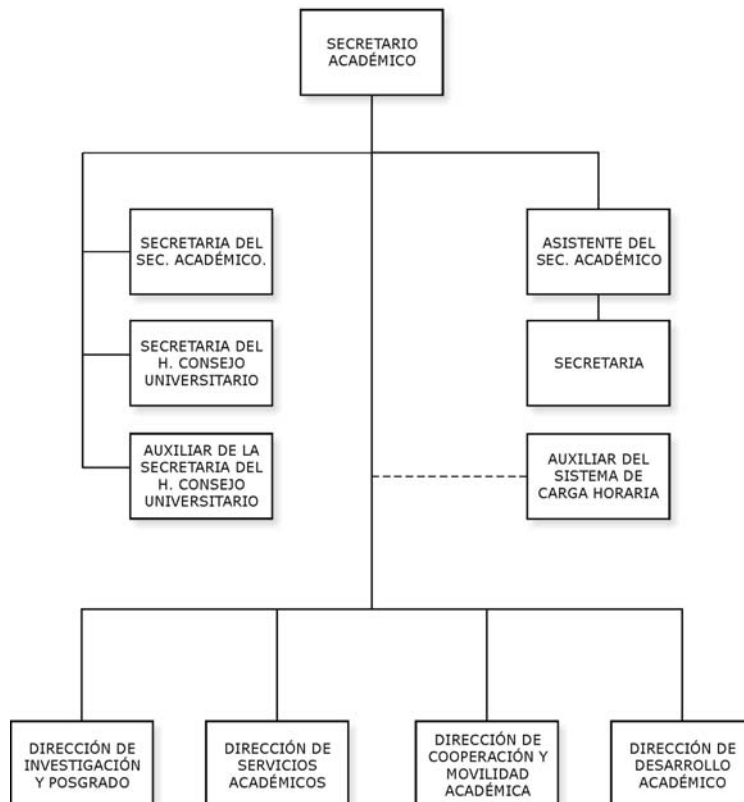 SECRETARIO
ACADÉMICO
SECRETARIA DEL
SEC. ACADÉMICO.
ASISTENTE DEL
SEC. ACADÉMICO
SECRETARIA DEL
H. CONSEJO
UNIVERSITARIO
SECRETARIA
AUXILIAR DE LA
SECRETARIA DEL
H. CONSEJO
UNIVERSITARIO
AUXILIAR DEL
SISTEMA DE
CARGA HORARIA
DIRECCIÓN DE
INVESTIGACIÓN
Y POSGRADO
DIRECCIÓN DE
SERVICIOS
ACADÉMICOS
DIRECCIÓN DE
COOPERACIÓN Y
MOVILIDAD
ACADÉMICA
DIRECCIÓN DE
DESARROLLO
ACADÉMICO